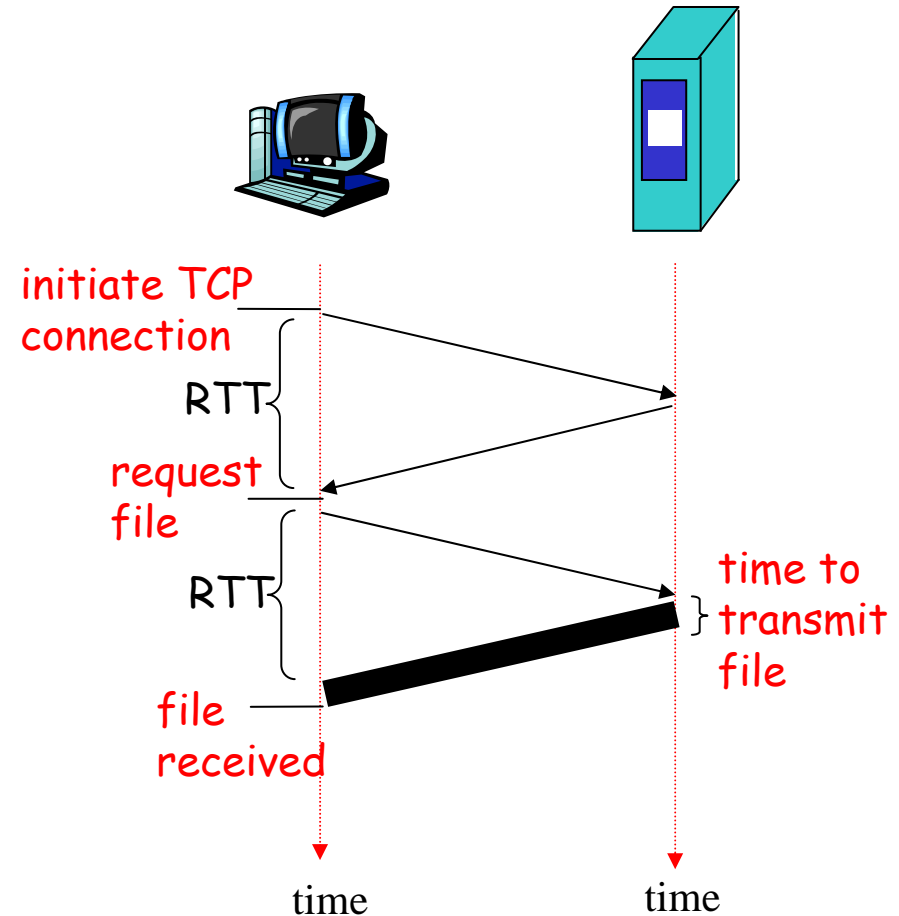 initiate TCP
connection
RTT
request
file
RTT
time to
transmit
file
file
received
time
time